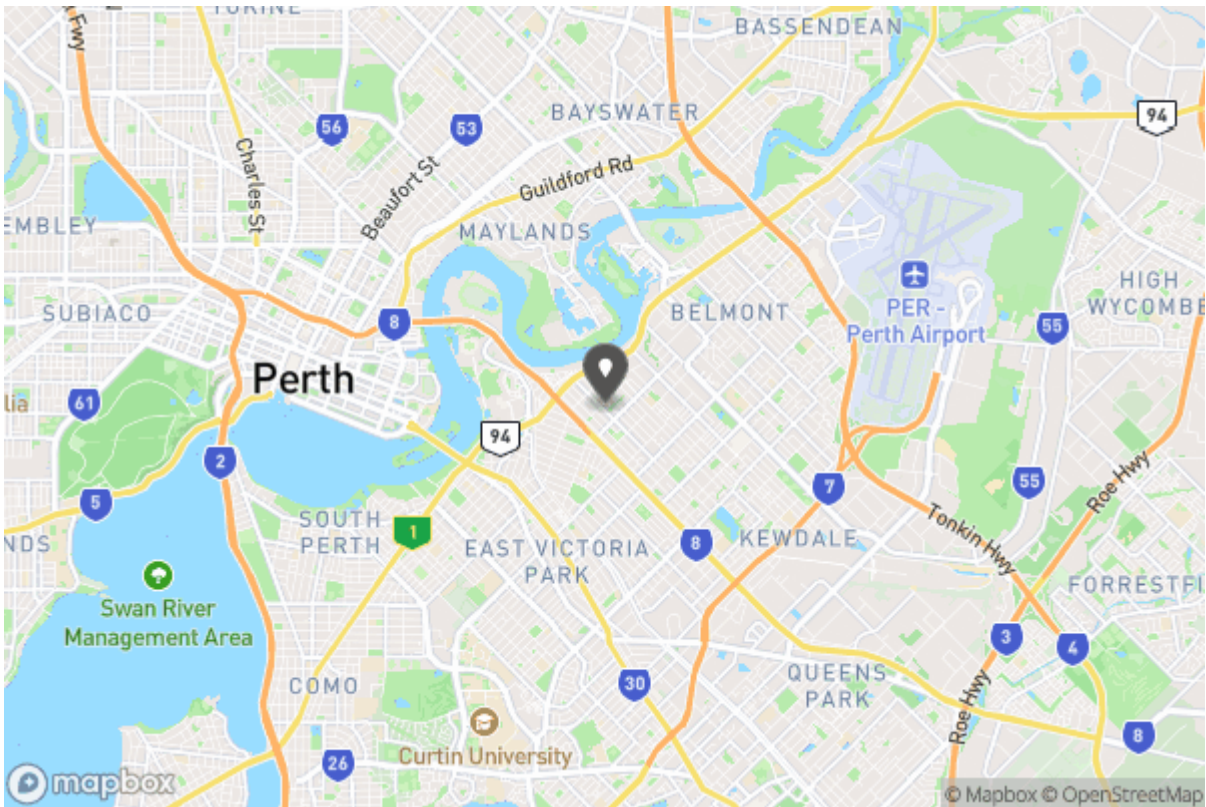 BASSENDEAN
Fwy
94
56
53
BAYSWATER
Charles St
Beaufort St
Guildford Rd
MAYLANDS
SUBIACO
8
BELMONT
PER -
Perth Airport
HIGH
WYCOMBE
55
Perth
61
94
2
5
7
55
Roe Hwy
SOUTH
PERTH
1
EAST VICTORIA
PARK
8
KEWDALE
Tonkin Hwy
Swan River
Management Area
3
4
COMO
30
QUEENS
PARK
Roe Hwy
Curtin University
26
8
mapbox
© Mapbox © OpenStreetMap